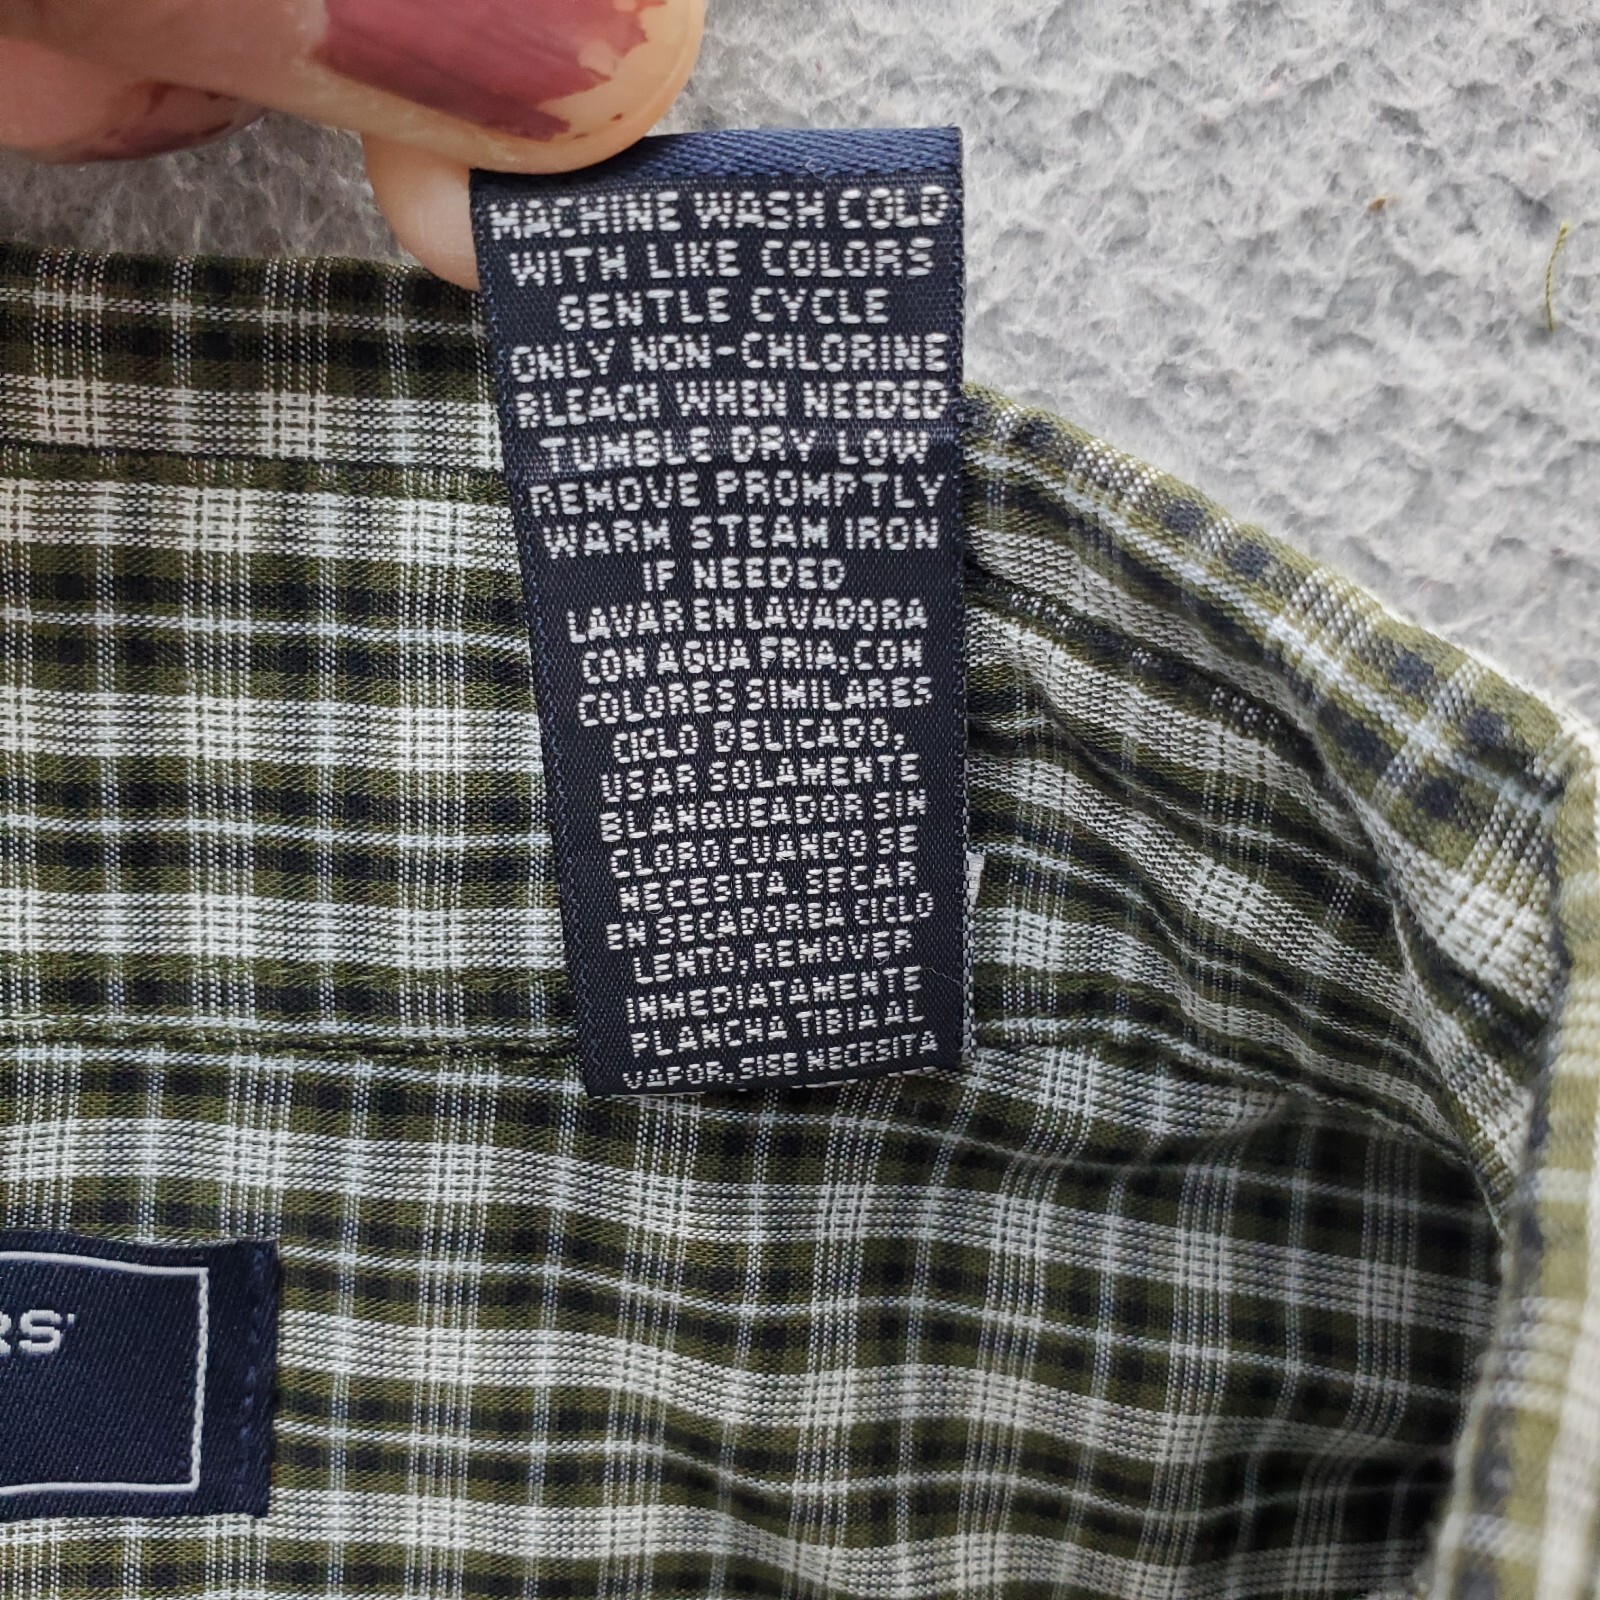 MACHINE WASH COLD
WITH LIKE COLORS
GENTLE CYCLE
ONLY NON-CHLORINE
BLEACH WHEN NEEDED
TUMBLE DRY LOW
REMOVE PROMPTLY
WARM STEAM IRON
IF NEEDED
LAVAR EN LAVADORA
CON AGUA FRIA, CON
COLORES SIMILARES
CICLO DELICADO,
USAR SOLAMENTE
BLANQUEADOR SIN
CLORO CUANDO SE
NECESITA. SECAR
EN SECADOREA CICLO
LENTO, REMOVER
INMEDIATAMENTE
PLANCHA TIBIA AL
VAPOR, SISE NECESITA
RS'